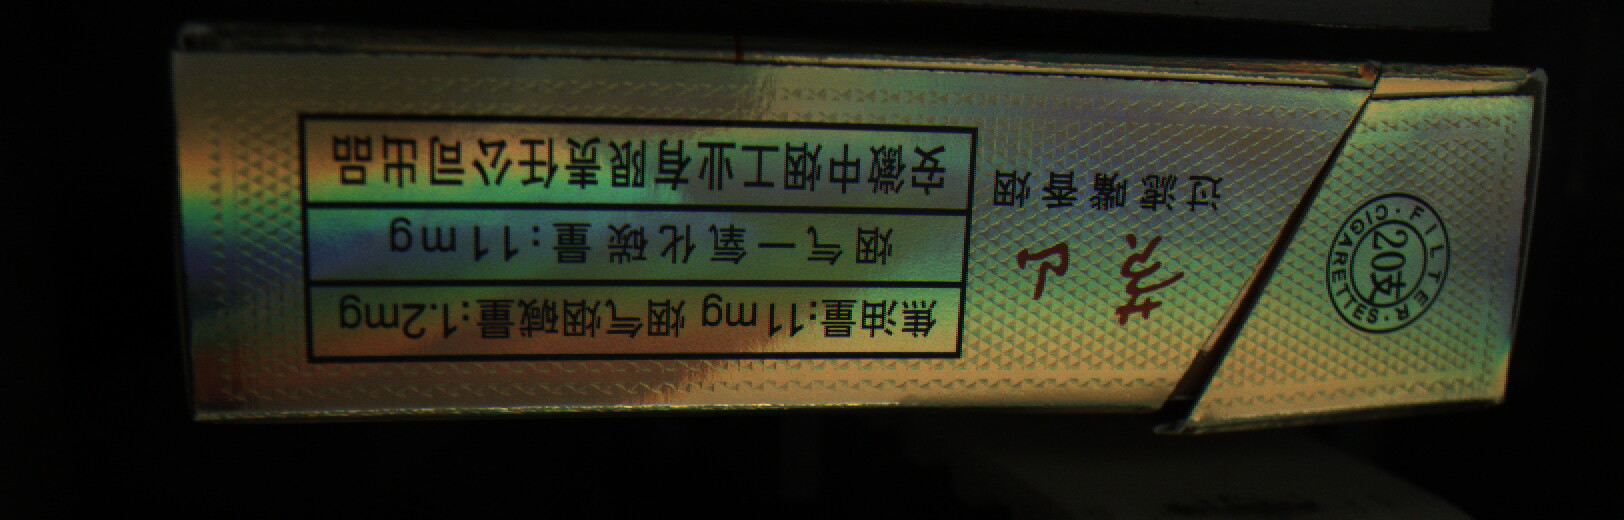 FILTER·CIGARETTES·
20支
黄山
过滤嘴香烟
焦油量:11mg 烟气烟碱量:1.2mg
烟气一氧化碳量:11mg
安徽中烟工业有限责任公司出品